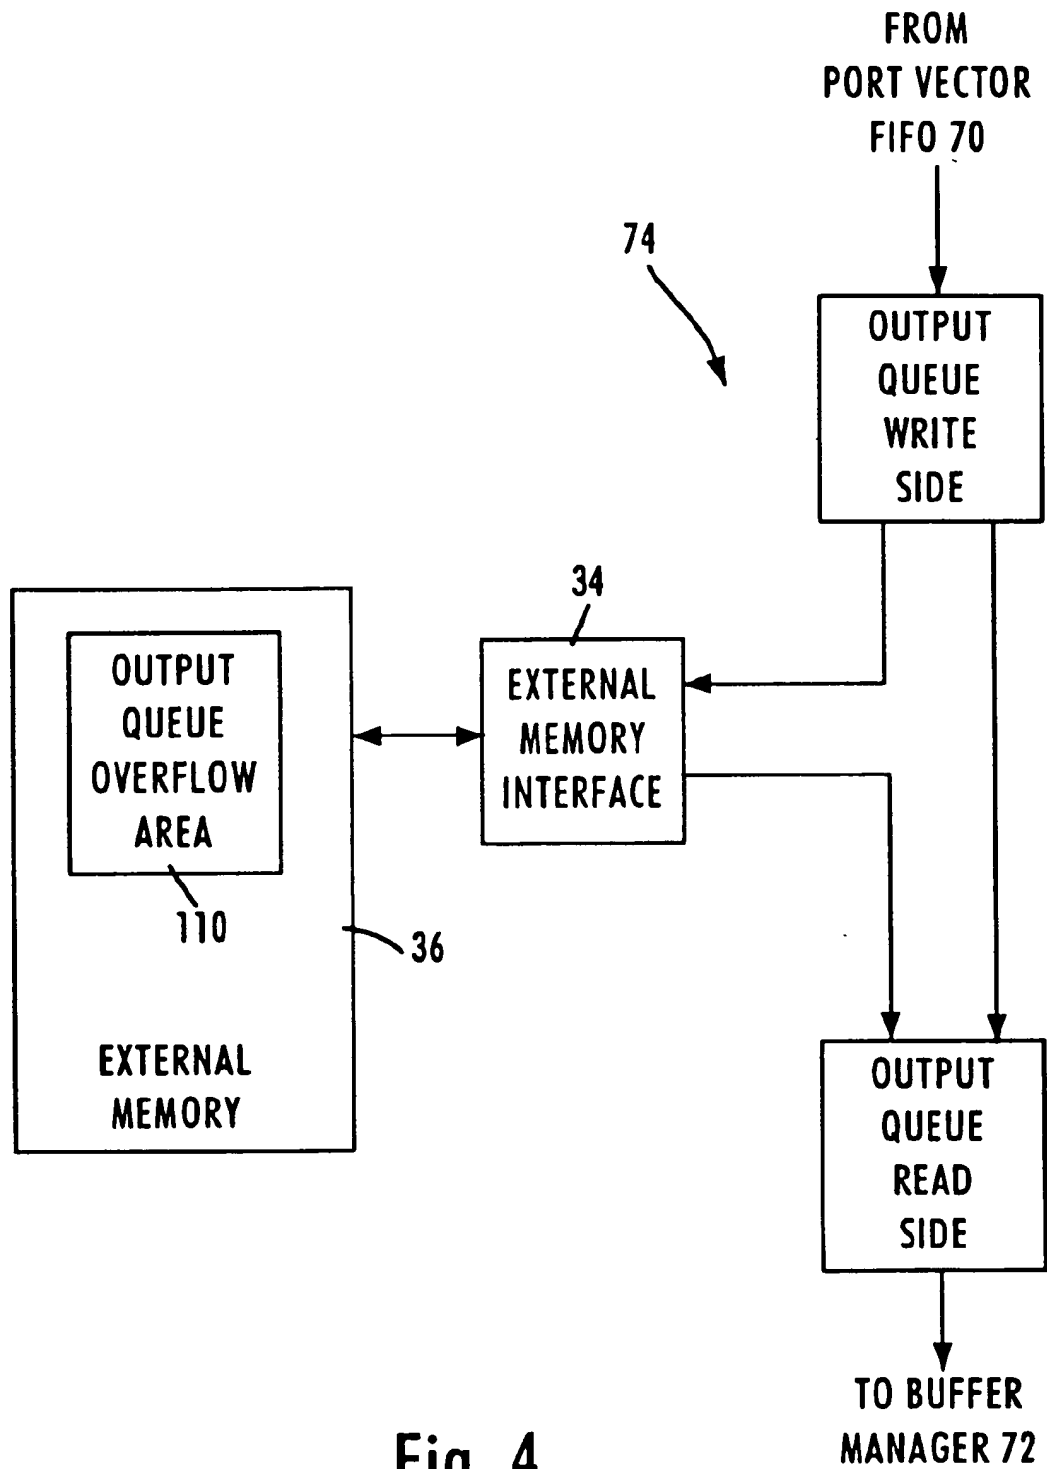 FROM
PORT VECTOR
FIFO 70
74
OUTPUT
QUEUE
WRITE
SIDE
34
EXTERNAL
MEMORY
INTERFACE
OUTPUT
QUEUE
OVERFLOW
AREA
110
36
EXTERNAL
MEMORY
OUTPUT
QUEUE
READ
SIDE
TO BUFFER
MANAGER 72
Fig. 4